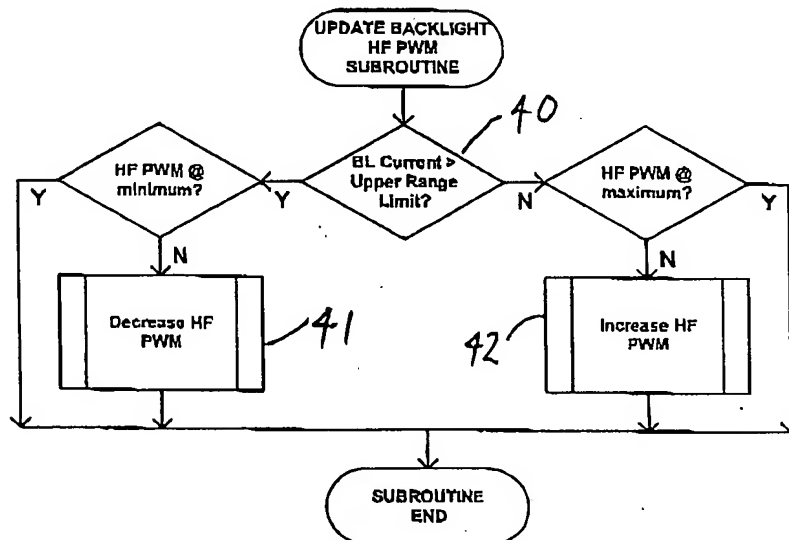 UPDATE BACKLIGHT
HF PWM
SUBROUTINE
40
HF PWM @
minimum?
BL Current >
Upper Range
Limit?
HF PWM @
maximum?
Y
Y
N
Y
N
N
Decrease HF
PWM
41
42
Increase HF
PWM
SUBROUTINE
END